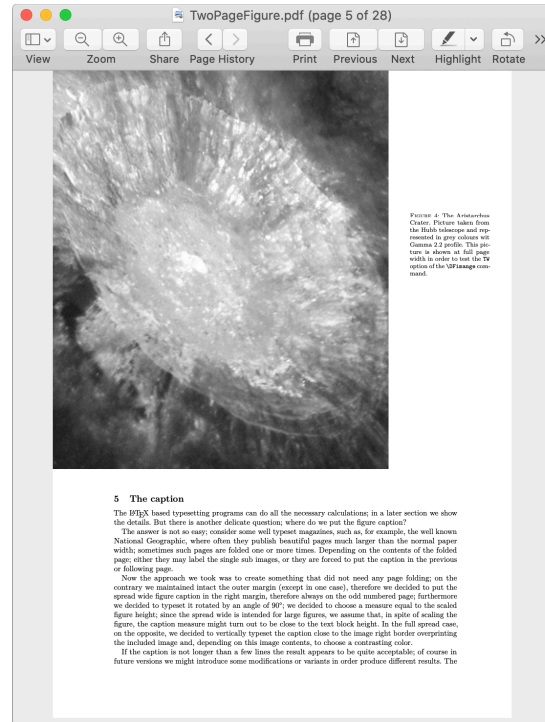 TwoPageFigure.pdf (page 5 of 28)
View Zoom Share Page History Print Previous Next Highlight Rotate
FIGURE 4: The Aristarchus
Crater. Picture taken from
the Hubb telescope and rep-
resented in grey colours wit
Gamma 2.2 profile. This pic-
ture is shown at full page
width in order to test the TW
option of the \DFimange com-
mand.
5 The caption
The LATEX based typesetting programs can do all the necessary calculations; in a later section we show
the details. But there is another delicate question; where do we put the figure caption?
The answer is not so easy; consider some well typeset magazines, such as, for example, the well known
National Geographic, where often they publish beautiful pages much larger than the normal paper
width; sometimes such pages are folded one or more times. Depending on the contents of the folded
page; either they may label the single sub images, or they are forced to put the caption in the previous
or following page.
Now the approach we took was to create something that did not need any page folding; on the
contrary we maintained intact the outer margin (except in one case), therefore we decided to put the
spread wide figure caption in the right margin, therefore always on the odd numbered page; furthermore
we decided to typeset it rotated by an angle of 90°; we decided to choose a measure equal to the scaled
figure height; since the spread wide is intended for large figures, we assume that, in spite of scaling the
figure, the caption measure might turn out to be close to the text block height. In the full spread case,
on the opposite, we decided to vertically typeset the caption close to the image right border overprinting
the included image and, depending on this image contents, to choose a contrasting color.
If the caption is not longer than a few lines the result appears to be quite acceptable; of course in
future versions we might introduce some modifications or variants in order produce different results. The